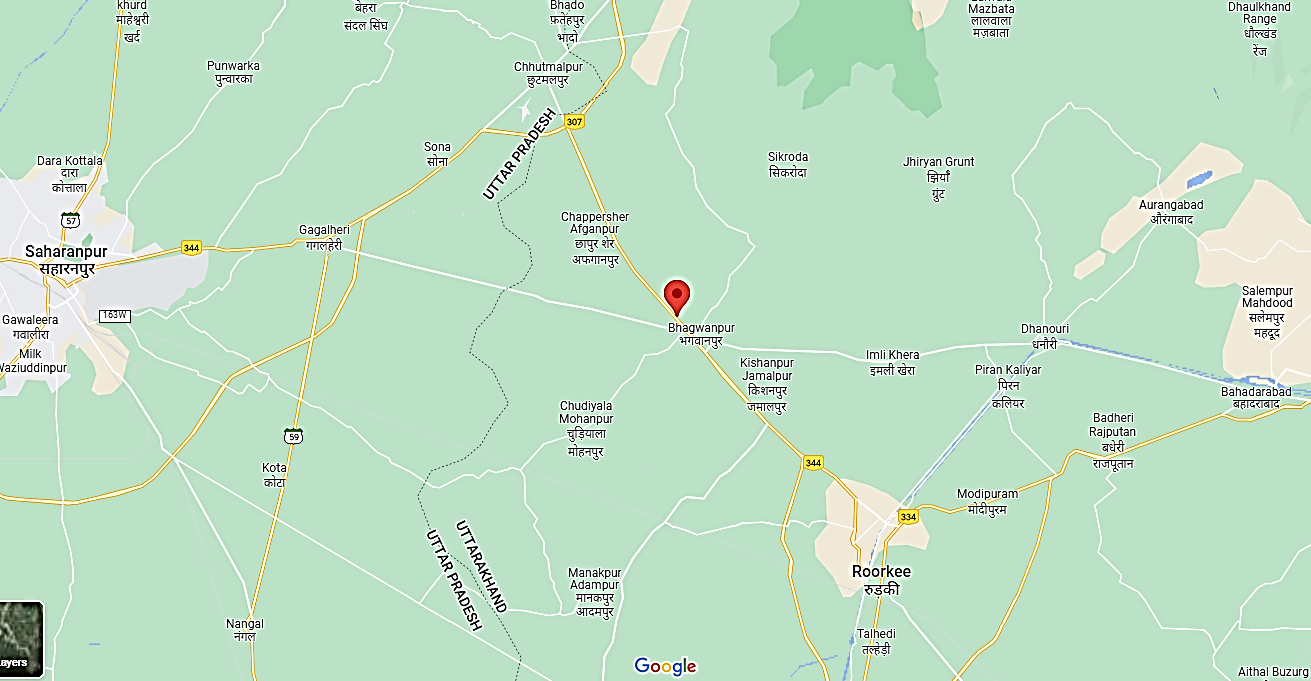 khurd
माहेश्वरी
खर्द
बेहरा
संदल सिंघ
Bhado
फ़तेहपुर
भादो
Mazbata
लालवाला
मज़बाता
Dhaulkhand
Range
धौलखंड
रेंज
Punwarka
पुन्वारका
Chhutmalpur
छुटमलपुर
307
UTTAR PRADESH
Sona
सोना
Dara Kottala
दारा
कोत्ताला
Sikroda
सिकरोदा
Jhiryan Grunt
झिर्यां
ग्रुंट
57
Aurangabad
औरंगाबाद
Gagalheri
गगलहेरी
Chappersher
Afganpur
छापुर शेर
अफगानपुर
344
Saharanpur
सहारनपुर
163W
Gawaleera
गवालीरा
Milk
Waziuddinpur
Bhagwanpur
भगवानपुर
Salempur
Mahdood
सलेमपुर
महदूद
Dhanouri
धनौरी
Imli Khera
इमली खेरा
Kishanpur
Jamalpur
किशनपुर
जमालपुर
Piran Kaliyar
पिरन
कलियर
Bahadarabad
बहादराबाद
Chudiyala
Mohanpur
चुड़ियाला
मोहनपुर
Badheri
Rajputan
बधेरी
राजपूतान
59
Kota
कोटा
344
Modipuram
मोदीपुरम
334
UTTARAKHAND
UTTAR PRADESH
Roorkee
रुड़की
Manakpur
Adampur
मानकपुर
आदमपुर
Nangal
नंगल
Talhedi
तल्हेड़ी
Layers
Google
Aithal Buzurg